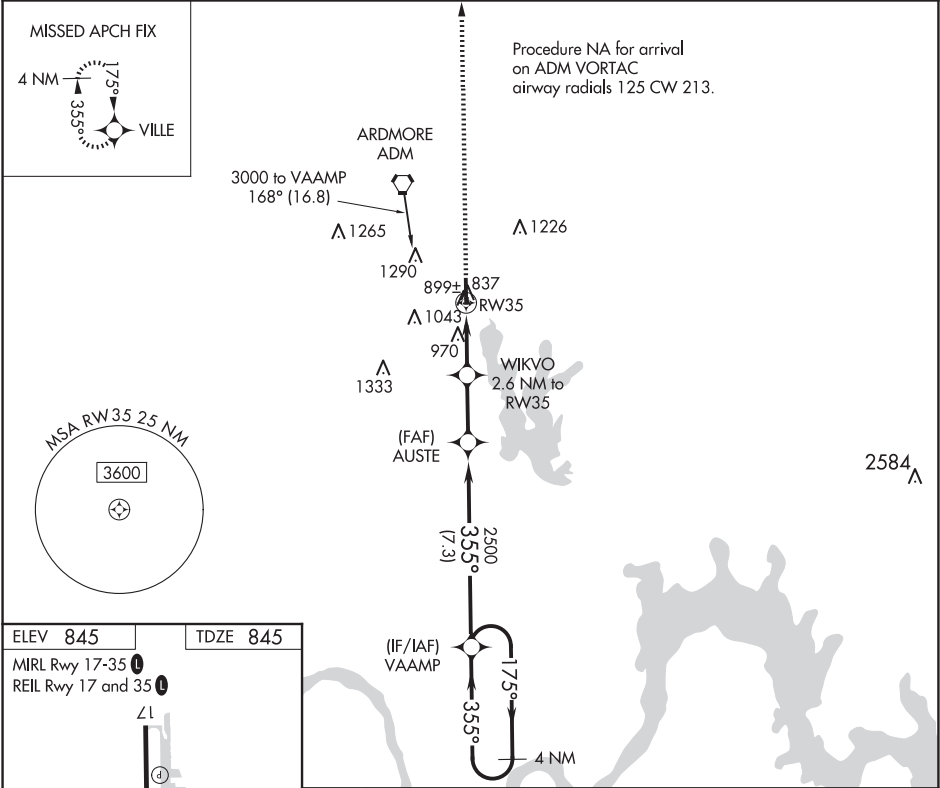 MISSED APCH FIX
4 NM
175°
355°
VILLE
Procedure NA for arrival
on ADM VORTAC
airway radials 125 CW 213.
ARDMORE
ADM
3000 to VAAMP
168° (16.8)
1265
1226
1290
899±
837
RW35
1043
970
1333
WIKVO
2.6 NM to
RW35
(FAF)
AUSTE
MSA RW35 25 NM
3600
2584
2500
355°
(7.3)
(IF/IAF)
VAAMP
175°
355°
4 NM
ELEV 845
TDZE 845
MIRL Rwy 17-35 L
REIL Rwy 17 and 35 L
17
P